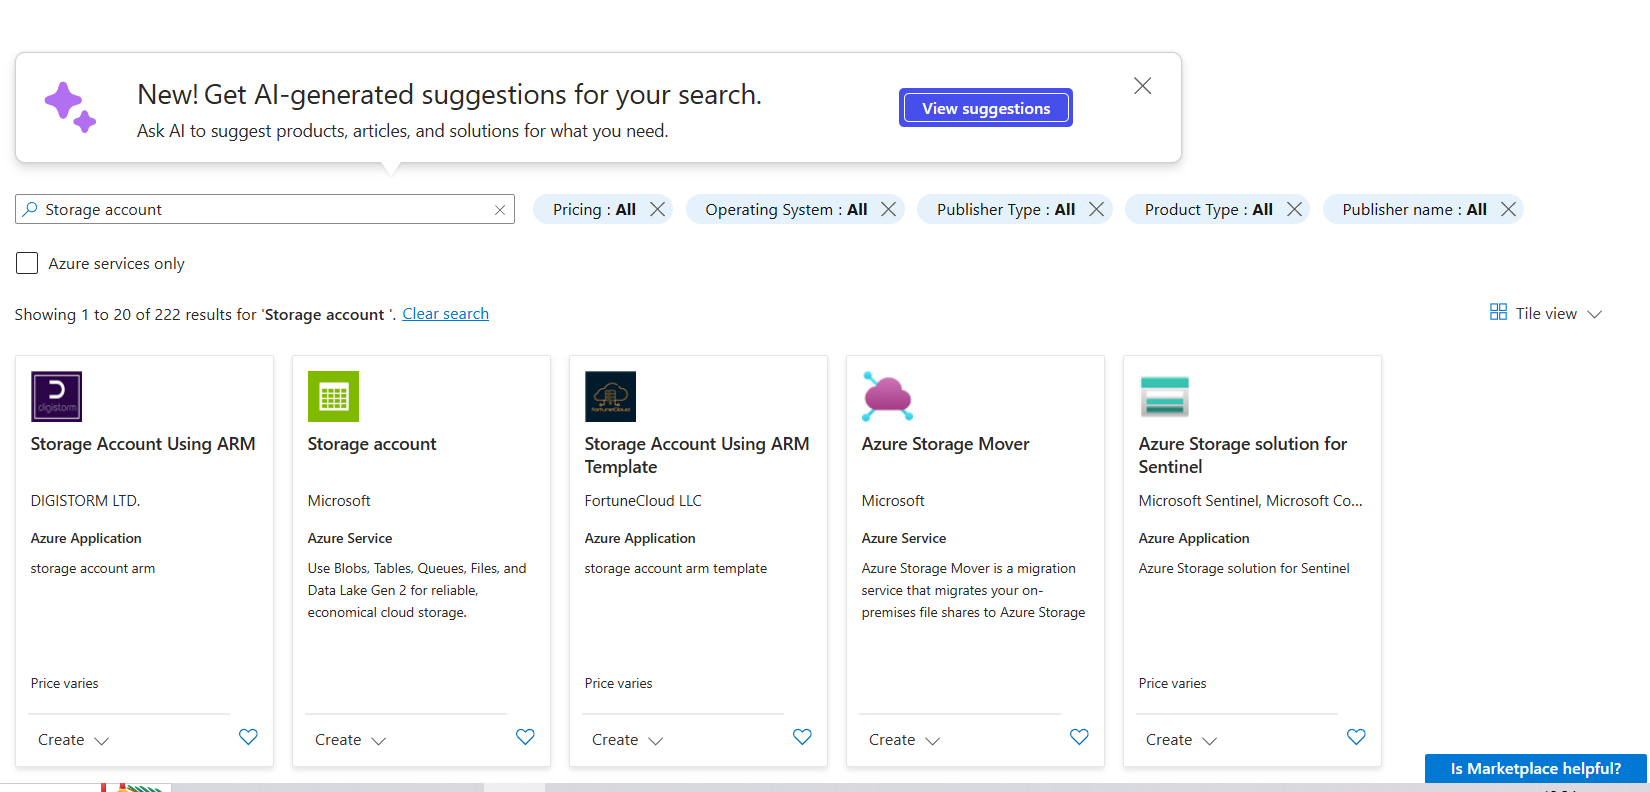 New! Get AI-generated suggestions for your search.
Ask AI to suggest products, articles, and solutions for what you need.
View suggestions
Storage account
Pricing : All
Operating System : All
Publisher Type : All
Product Type : All
Publisher name : All
Azure services only
Showing 1 to 20 of 222 results for 'Storage account '. Clear search
Tile view
digistorm
Storage Account Using ARM
DIGISTORM LTD.
Azure Application
storage account arm
Price varies
Create
Storage account
Microsoft
Azure Service
Use Blobs, Tables, Queues, Files, and
Data Lake Gen 2 for reliable,
economical cloud storage.
Create
FortuneCloud
Storage Account Using ARM
Template
FortuneCloud LLC
Azure Application
storage account arm template
Price varies
Create
Azure Storage Mover
Microsoft
Azure Service
Azure Storage Mover is a migration
service that migrates your on-
premises file shares to Azure Storage
Create
Azure Storage solution for
Sentinel
Microsoft Sentinel, Microsoft Co...
Azure Application
Azure Storage solution for Sentinel
Price varies
Create
Is Marketplace helpful?